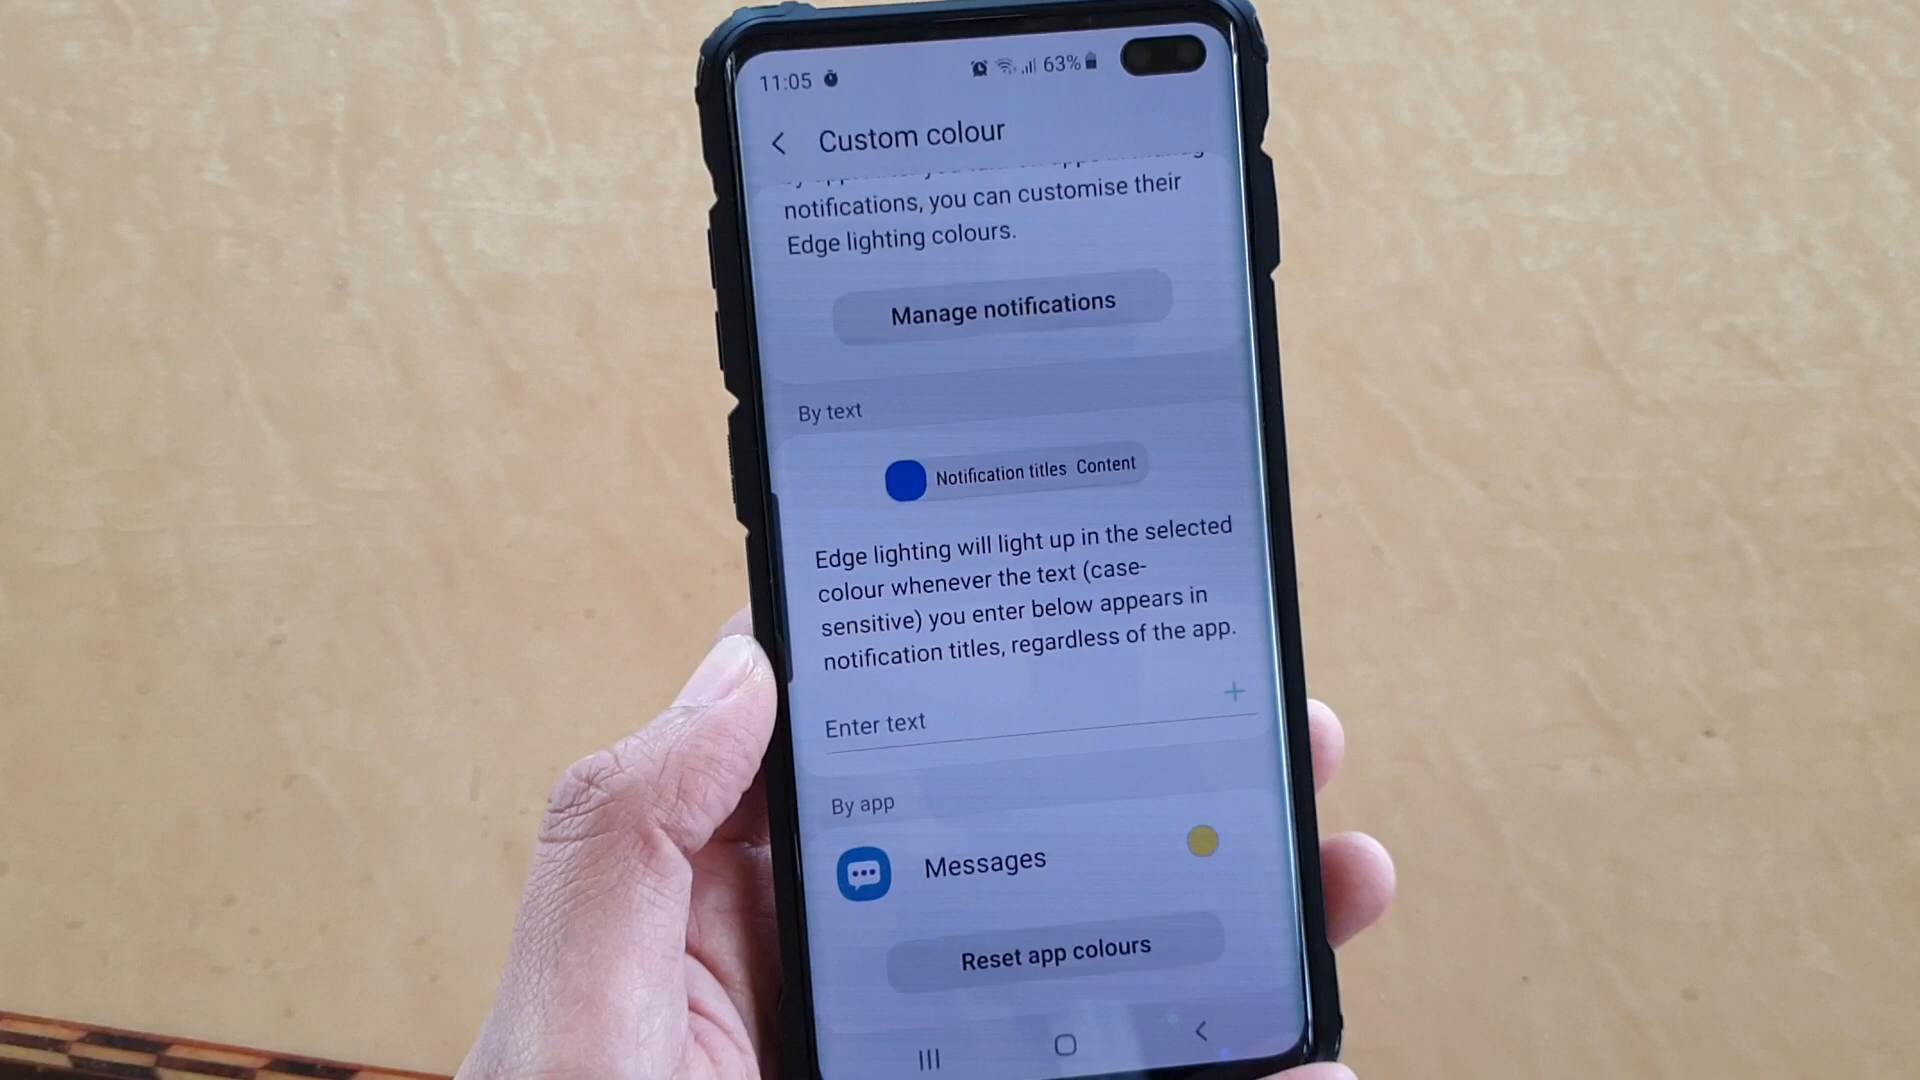 11:05
63%
Custom colour
notifications, you can customise their
Edge lighting colours.
Manage notifications
By text
Notification titles Content
Edge lighting will light up in the selected
colour whenever the text (case-
sensitive) you enter below appears in
notification titles, regardless of the app.
Enter text
By app
Messages
Reset app colours